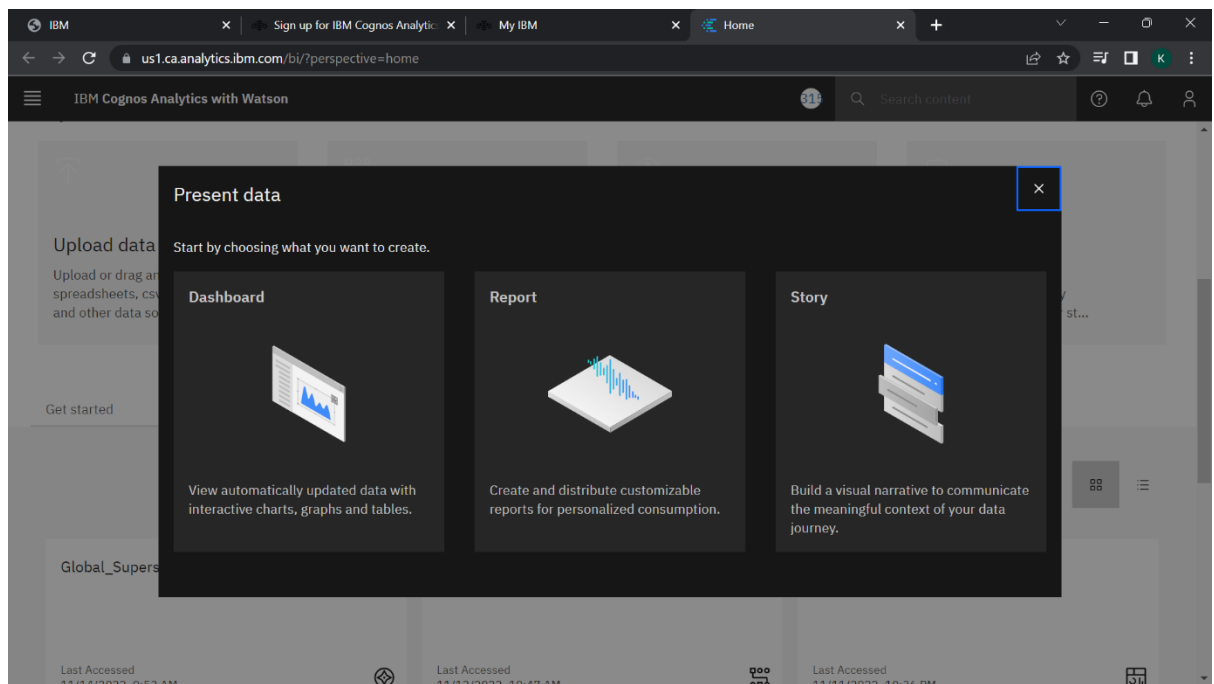 IBM
Sign up for IBM Cognos Analytic
My IBM
Home
us1.ca.analytics.ibm.com/bi/?perspective=home
K
IBM Cognos Analytics with Watson
Search content
Present data
Start by choosing what you want to create.
Upload data
Upload or drag an
spreadsheets, csv
and other data so
Dashboard
View automatically updated data with
interactive charts, graphs and tables.
Report
Create and distribute customizable
reports for personalized consumption.
Story
Build a visual narrative to communicate
the meaningful context of your data
journey.
st...
Get started
Global_Supers
Last Accessed
Last Accessed
Last Accessed